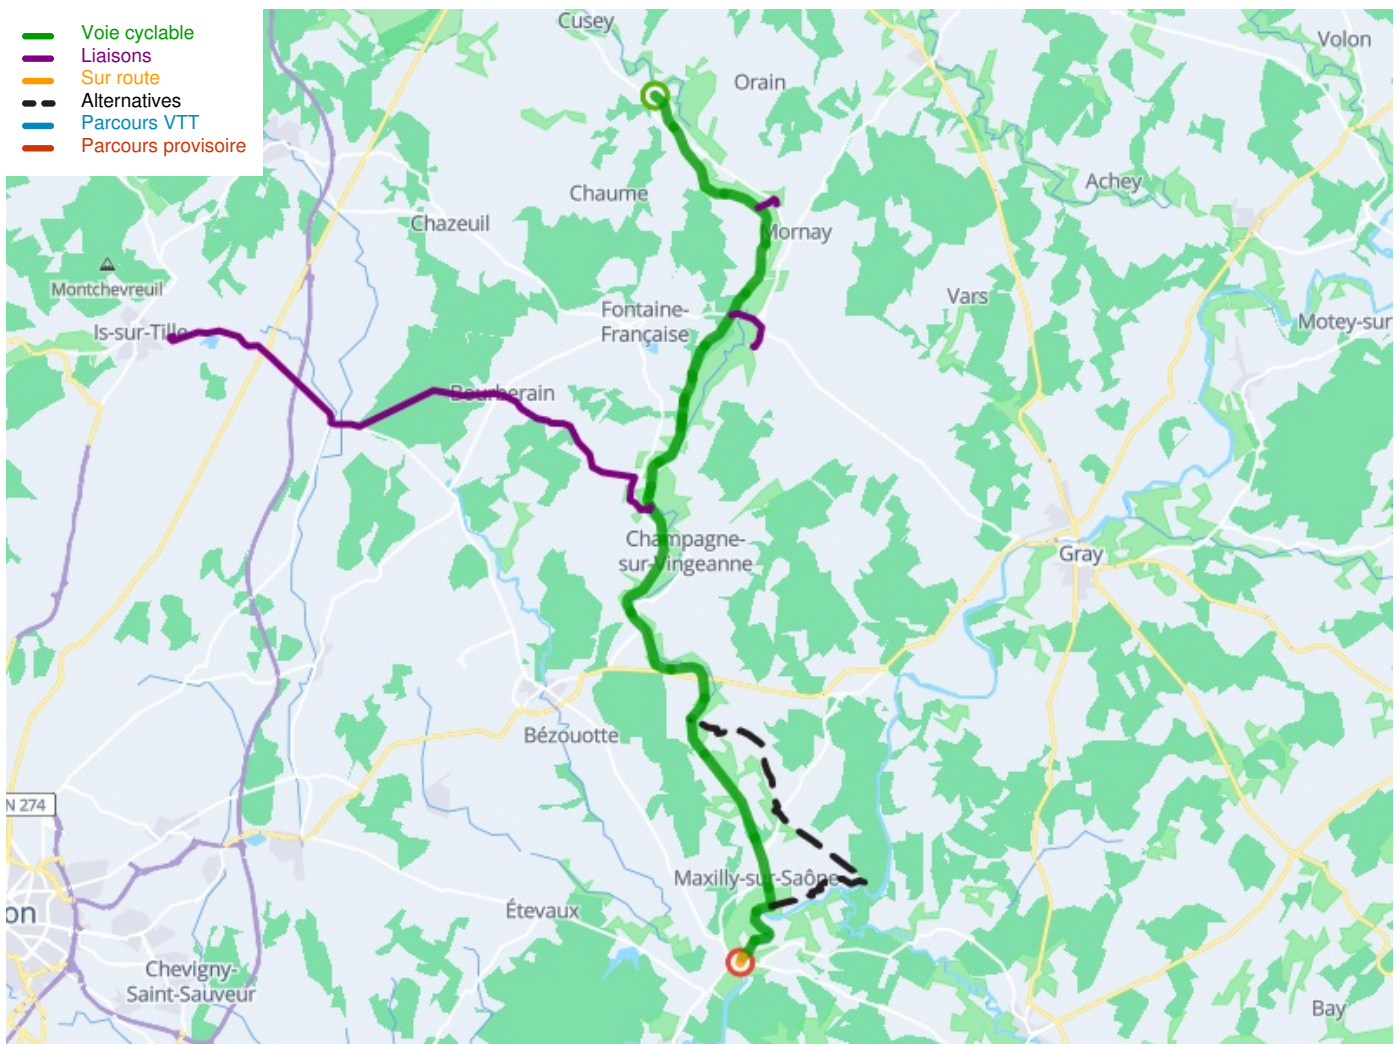 Voie cyclable
Liaisons
Sur route
Alternatives
Parcours VTT
Parcours provisoire
Cusey
Volon
Orain
Achey
Chaume
Chazeuil
Mornay
Montchevreuil
Vars
Is-sur-Tille
Fontaine-
Française
Motey-sur
Bourberain
Champagne-
sur-Vingeanne
Gray
Bézouotte
N 274
Maxilly-sur-Saône
on
Étevaux
Chevigny-
Saint-Sauveur
Bay